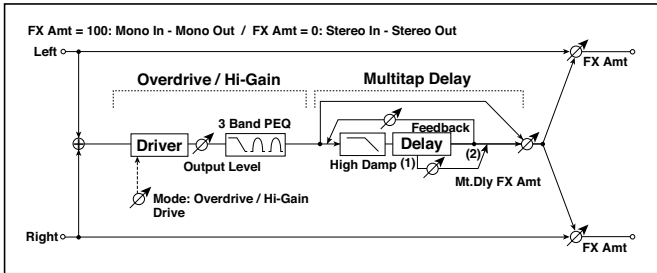 FX Amt = 100: Mono In - Mono Out / FX Amt = 0: Stereo In - Stereo Out
Left
FX Amt
Overdrive / Hi-Gain
Multitap Delay
3 Band PEQ
Feedback
Driver
Delay
Output Level
High Damp
(1)
(2)
Mt.Dly FX Amt
Mode: Overdrive / Hi-Gain
Drive
Right
FX Amt